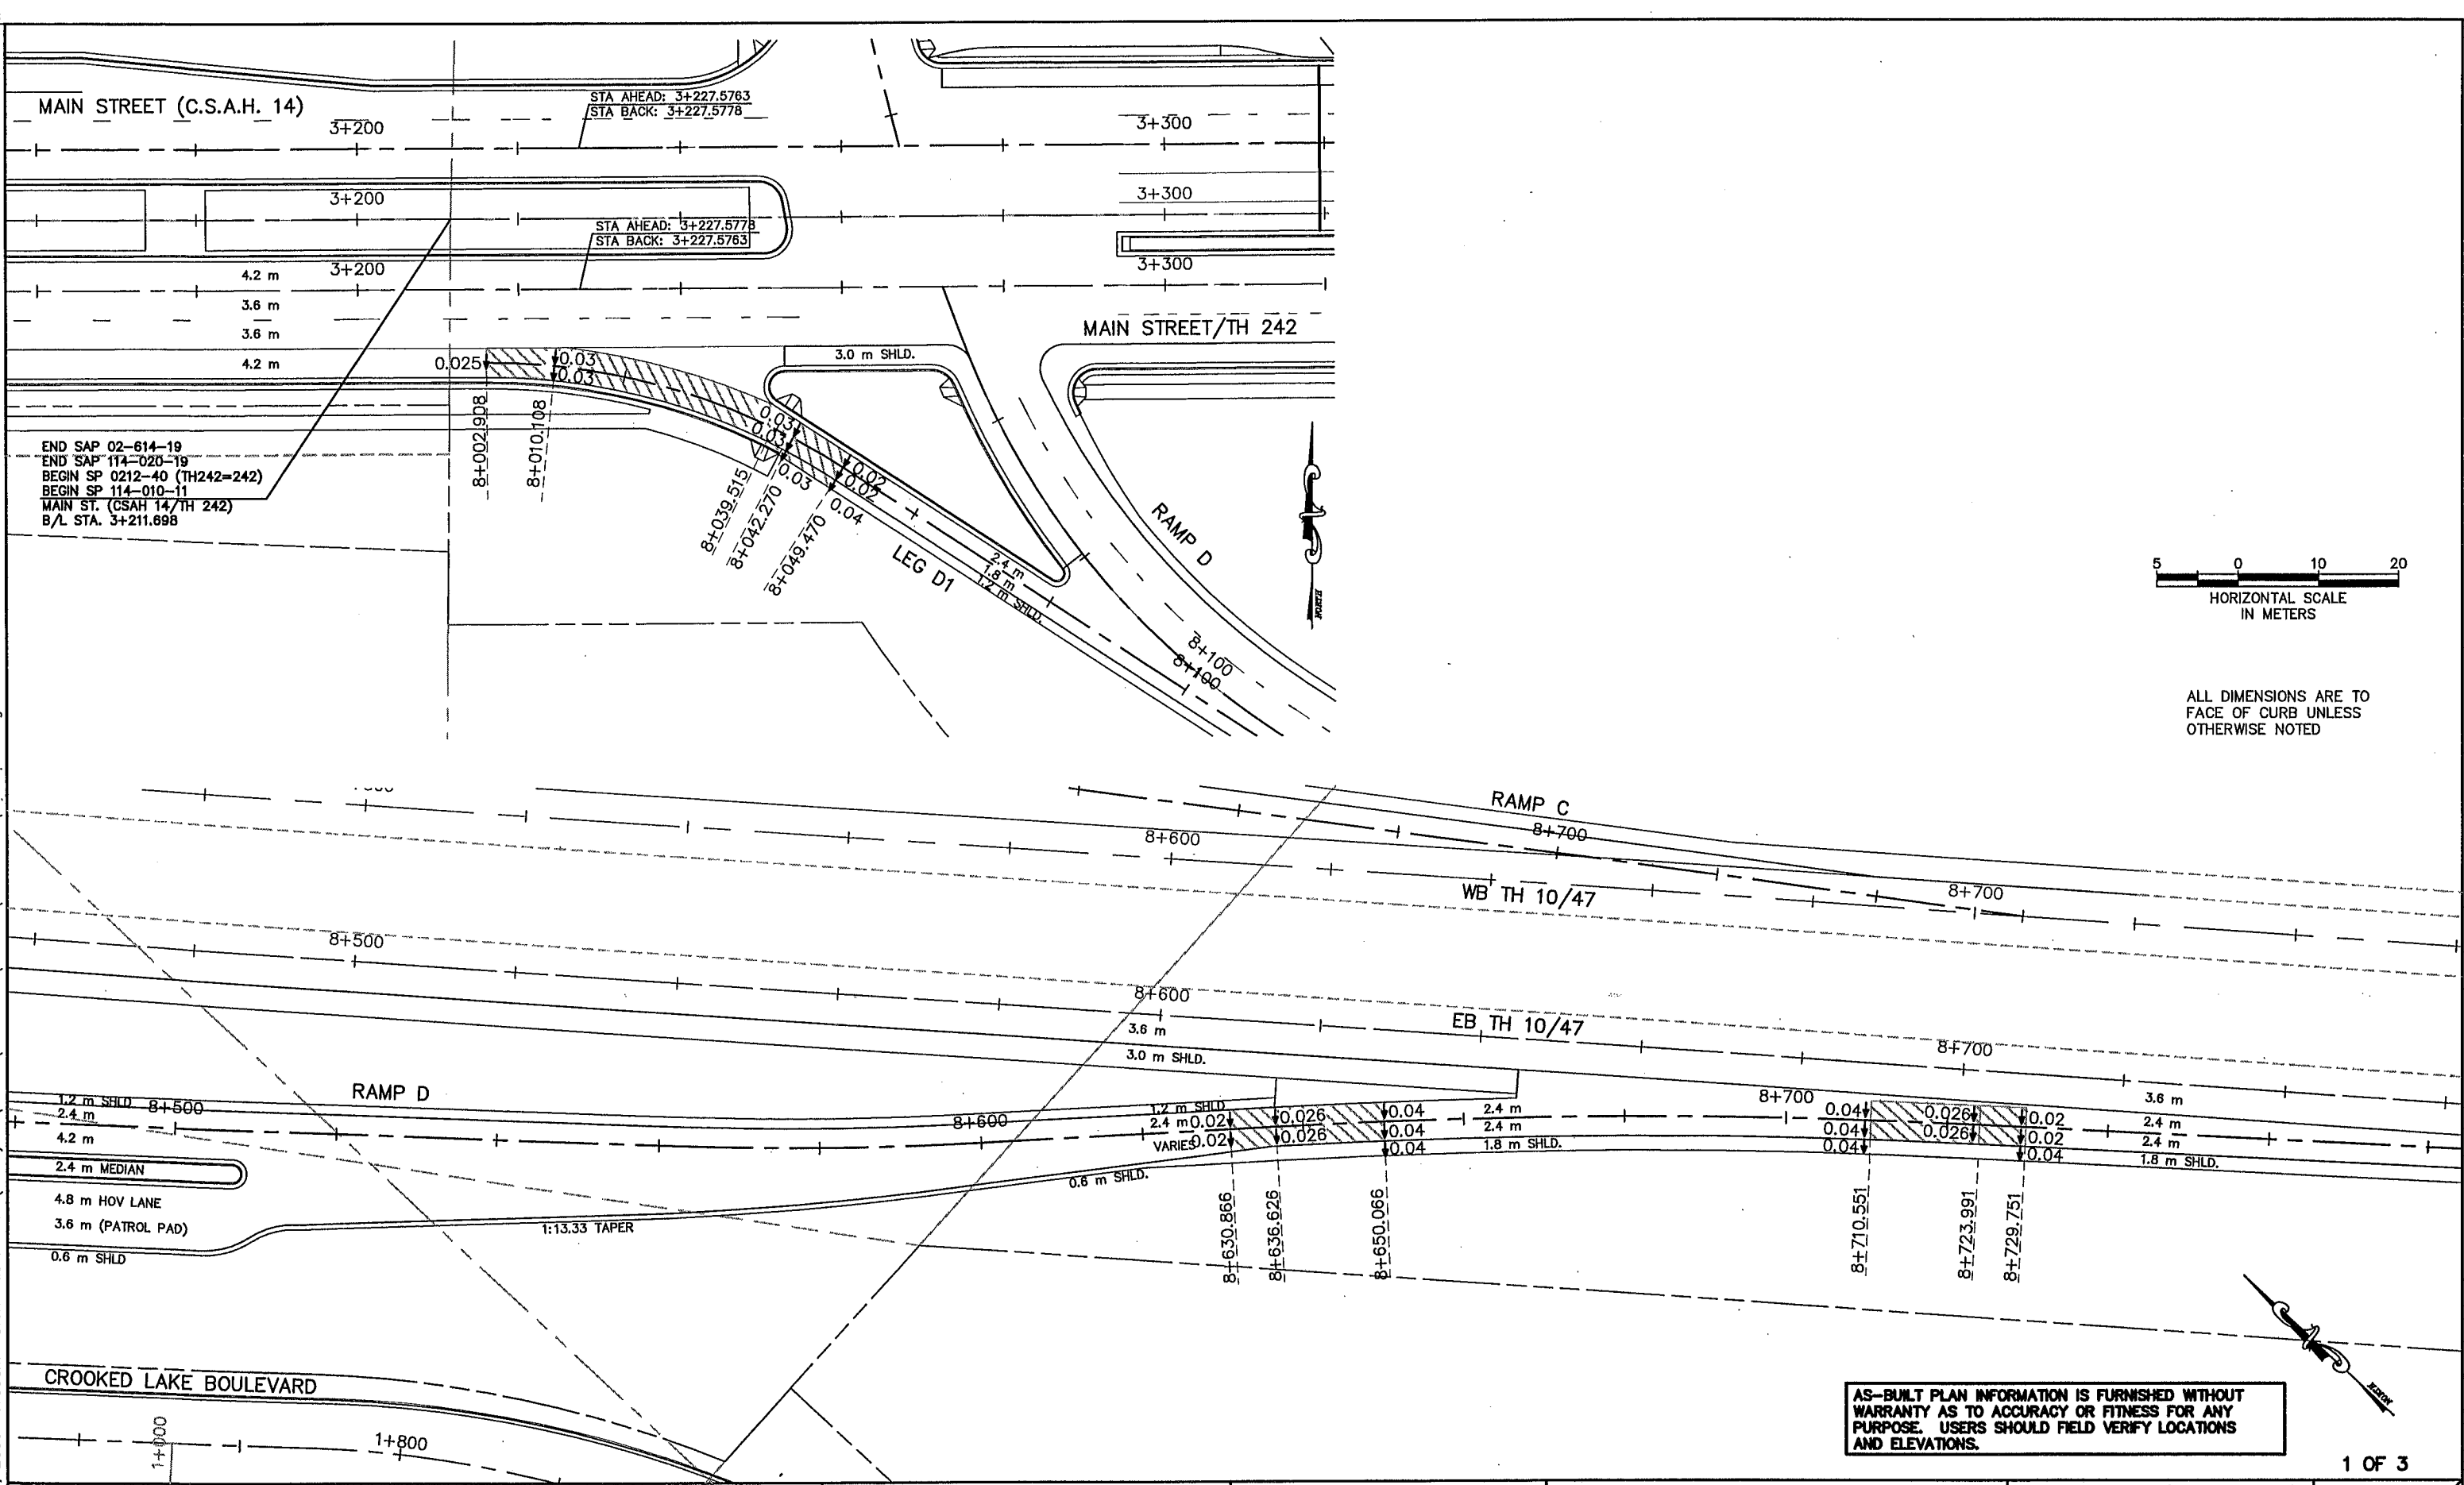 MAIN STREET (C.S.A.H. 14)
3+200
STA AHEAD: 3+227.5763
STA BACK: 3+227.5778
3+300
3+200
3+300
STA AHEAD: 3+227.5778
STA BACK: 3+227.5763
3+200
3+300
4.2 m
3.6 m
3.6 m
4.2 m
MAIN STREET/TH 242
3.0 m SHLD.
0.025
0.03
0.03
8+002.908
8+010.108
0.03
0.03
0.03
0.02
0.02
0.04
8+039.515
8+042.270
8+049.470
END SAP 02-614-19
END SAP 114-020-19
BEGIN SP 0212-40 (TH242=242)
BEGIN SP 114-010-11
MAIN ST. (CSAH 14/TH 242)
B/L STA. 3+211.698
LEG D1
2.4 m
1.8 m
1.2 m SHLD.
RAMP D
8+100
8+100
NORTH
5 0 10 20
HORIZONTAL SCALE
IN METERS
ALL DIMENSIONS ARE TO
FACE OF CURB UNLESS
OTHERWISE NOTED
RAMP C
8+700
8+600
WB TH 10/47
8+700
8+500
8+600
EB TH 10/47
8+700
3.6 m
3.0 m SHLD.
3.6 m
RAMP D
1.2 m SHLD
8+500
2.4 m
4.2 m
8+600
1.2 m SHLD
2.4 m
VARIES
0.02
0.02
0.026
0.026
0.04
0.04
0.04
2.4 m
2.4 m
1.8 m SHLD.
8+700
0.04
0.04
0.04
0.026
0.026
0.02
0.02
0.04
2.4 m
2.4 m
1.8 m SHLD.
2.4 m MEDIAN
4.8 m HOV LANE
3.6 m (PATROL PAD)
0.6 m SHLD
1:13.33 TAPER
0.6 m SHLD.
8+630.866
8+636.626
8+650.066
8+710.551
8+723.991
8+729.751
NORTH
CROOKED LAKE BOULEVARD
1+000
1+800
AS-BUILT PLAN INFORMATION IS FURNISHED WITHOUT
WARRANTY AS TO ACCURACY OR FITNESS FOR ANY
PURPOSE. USERS SHOULD FIELD VERIFY LOCATIONS
AND ELEVATIONS.
1 OF 3